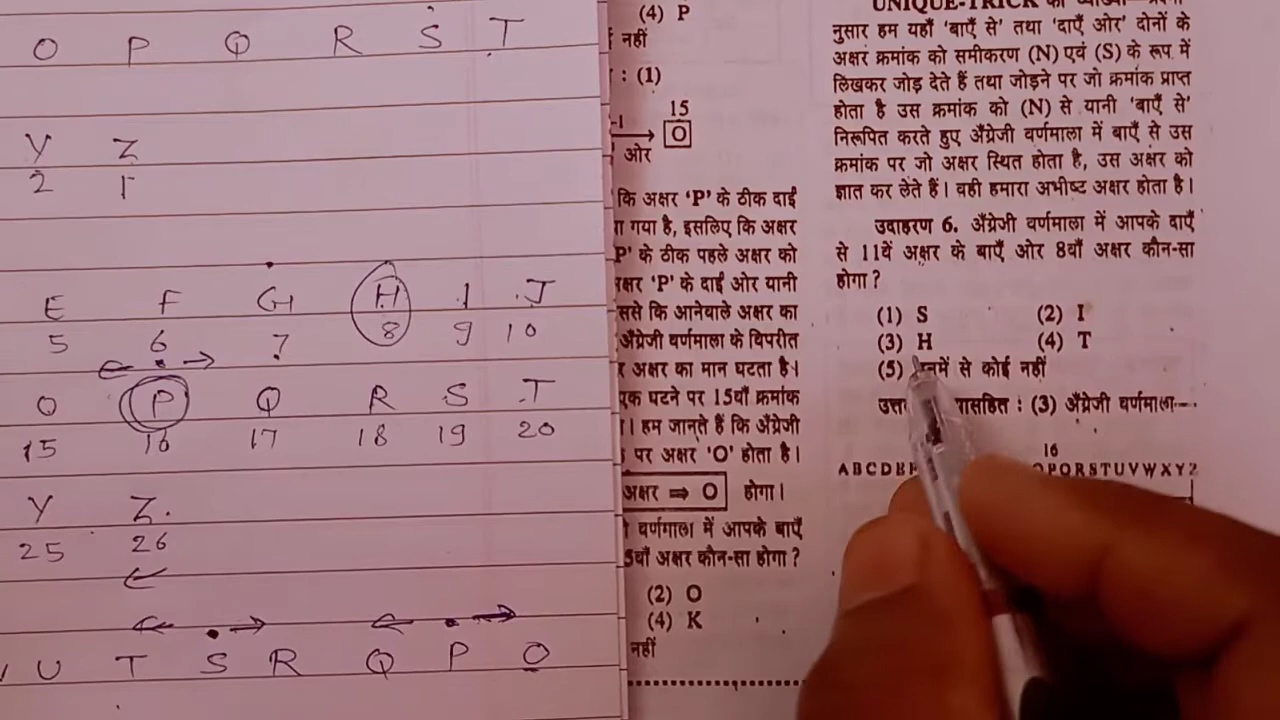 O P Q R S T
Y Z
2 1
E F G H I J
5 6 7 8 9 10
O P Q R S T
15 16 17 18 19 20
Y Z
25 26
U T S R Q P O
(4) P
नहीं
: (1)
15
O
ओर
कि अक्षर 'P' के ठीक दाईं
गया है, इसलिए कि अक्षर
P' के ठीक पहले अक्षर को
'P' के दाईं ओर यानी
ससे कि आनेवाले अक्षर का
अँग्रेजी वर्णमाला के विपरीत
अक्षर का मान घटता है।
एक घटने पर 15वाँ क्रमांक
। हम जानते हैं कि अँग्रेजी
पर अक्षर 'O' होता है।
अक्षर ⇒ O होगा।
वर्णमाला में आपके बाएँ
5वाँ अक्षर कौन-सा होगा ?
(2) O
(4) K
नहीं
UNIQUE-TRICK की
नुसार हम यहाँ 'बाएँ से' तथा 'दाएँ ओर' दोनों के
अक्षर क्रमांक को समीकरण (N) एवं (S) के रूप में
लिखकर जोड़ देते हैं तथा जोड़ने पर जो क्रमांक प्राप्त
होता है उस क्रमांक को (N) से यानी 'बाएँ से'
निरूपित करते हुए अँग्रेजी वर्णमाला में बाएँ से उस
क्रमांक पर जो अक्षर स्थित होता है, उस अक्षर को
ज्ञात कर लेते हैं। वही हमारा अभीष्ट अक्षर होता है।
उदाहरण 6. अँग्रेजी वर्णमाला में आपके दाएँ
से 11वें अक्षर के बाएँ ओर 8वाँ अक्षर कौन-सा
होगा ?
(1) S (2) I
(3) H (4) T
(5) से कोई नहीं
: (3) अँग्रेजी वर्णमाला—
16
A B C D E P Q R S T U V W X Y Z